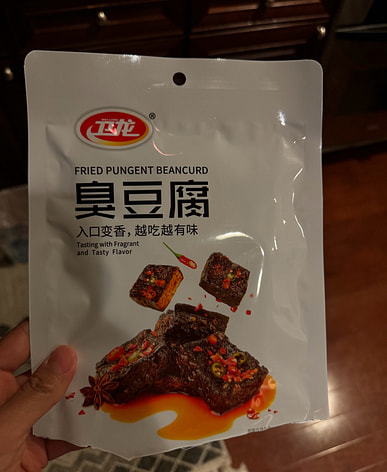 卫龙®
FRIED PUNGENT BEANCURD
臭豆腐
入口变香，越吃越有味
Tasting with Fragrant
and Tasty Flavor